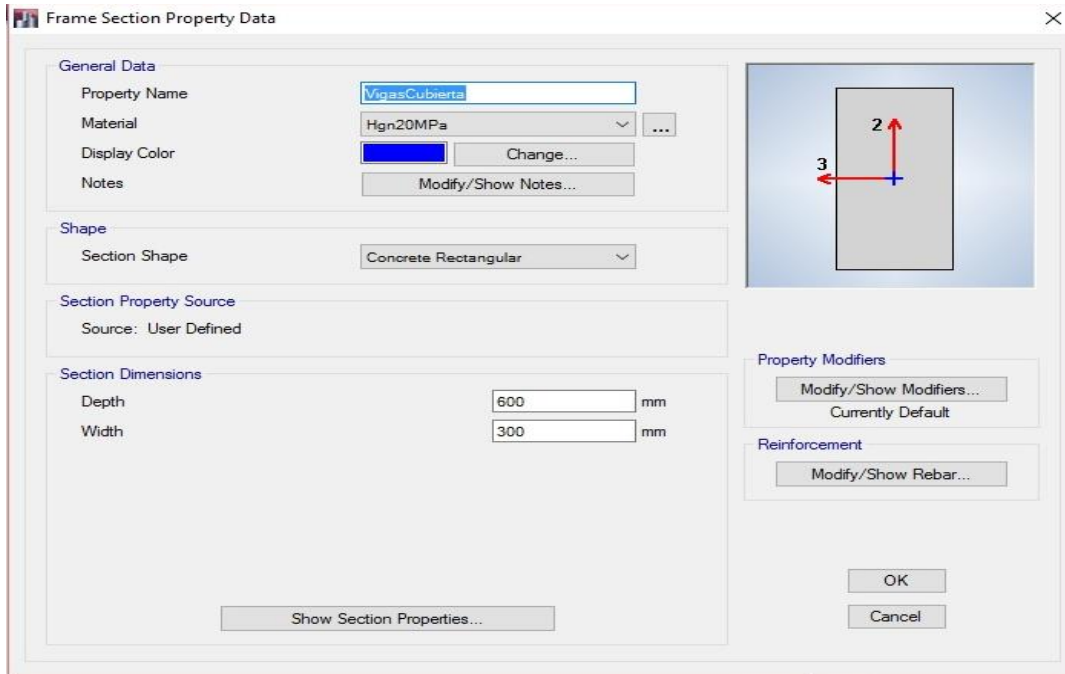 Frame Section Property Data
General Data
Property Name VigasCubierta
Material Hgn20MPa ...
Display Color Change...
Notes Modify/Show Notes...
2
3
Shape
Section Shape Concrete Rectangular
Section Property Source
Source: User Defined
Section Dimensions
Depth 600 mm
Width 300 mm
Show Section Properties...
Property Modifiers
Modify/Show Modifiers...
Currently Default
Reinforcement
Modify/Show Rebar...
OK
Cancel